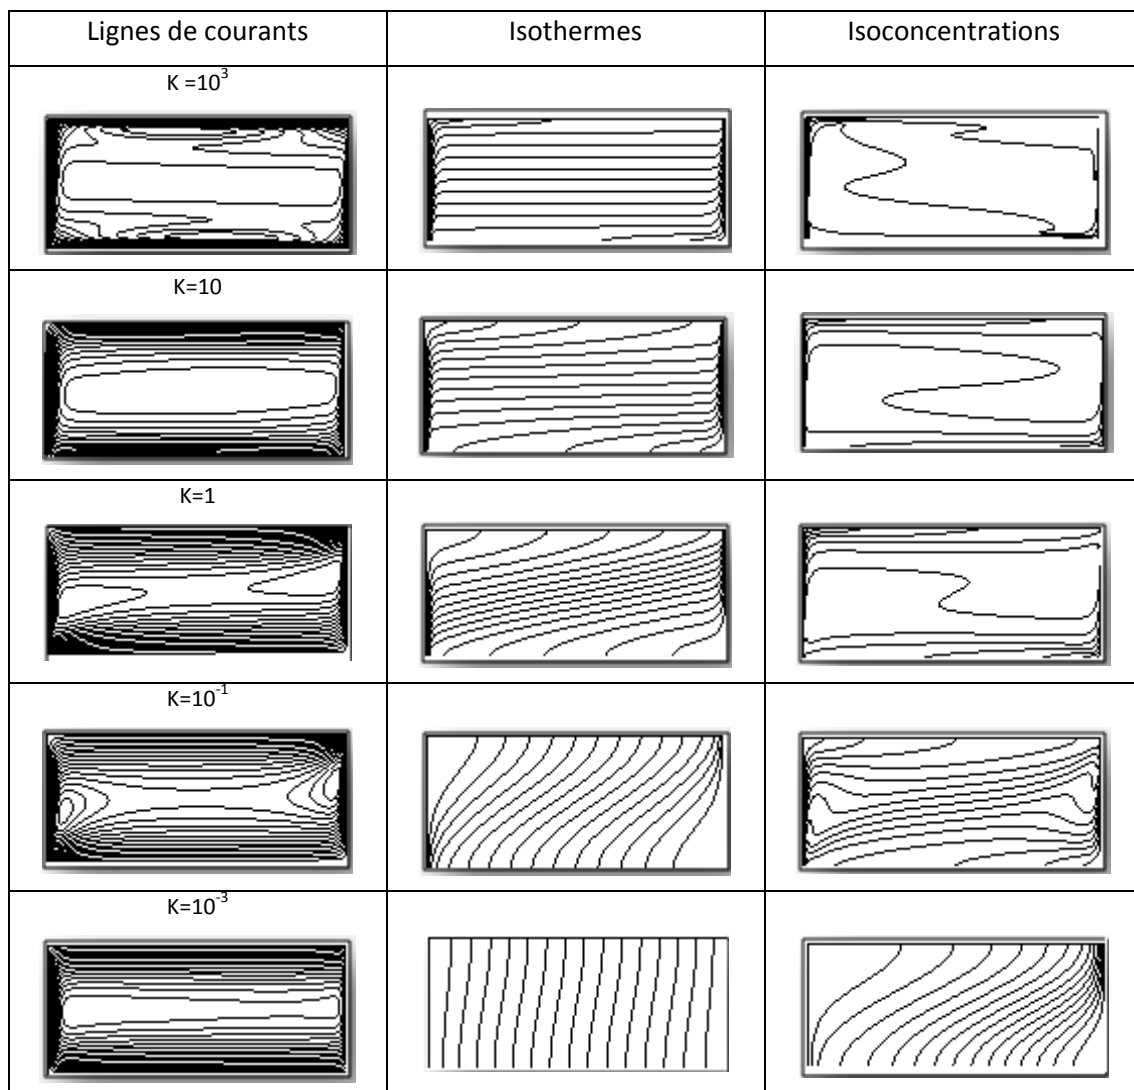 Lignes de courants Isothermes Isoconcentrations
K =10³
K=10
K=1
K=10⁻¹
K=10⁻³